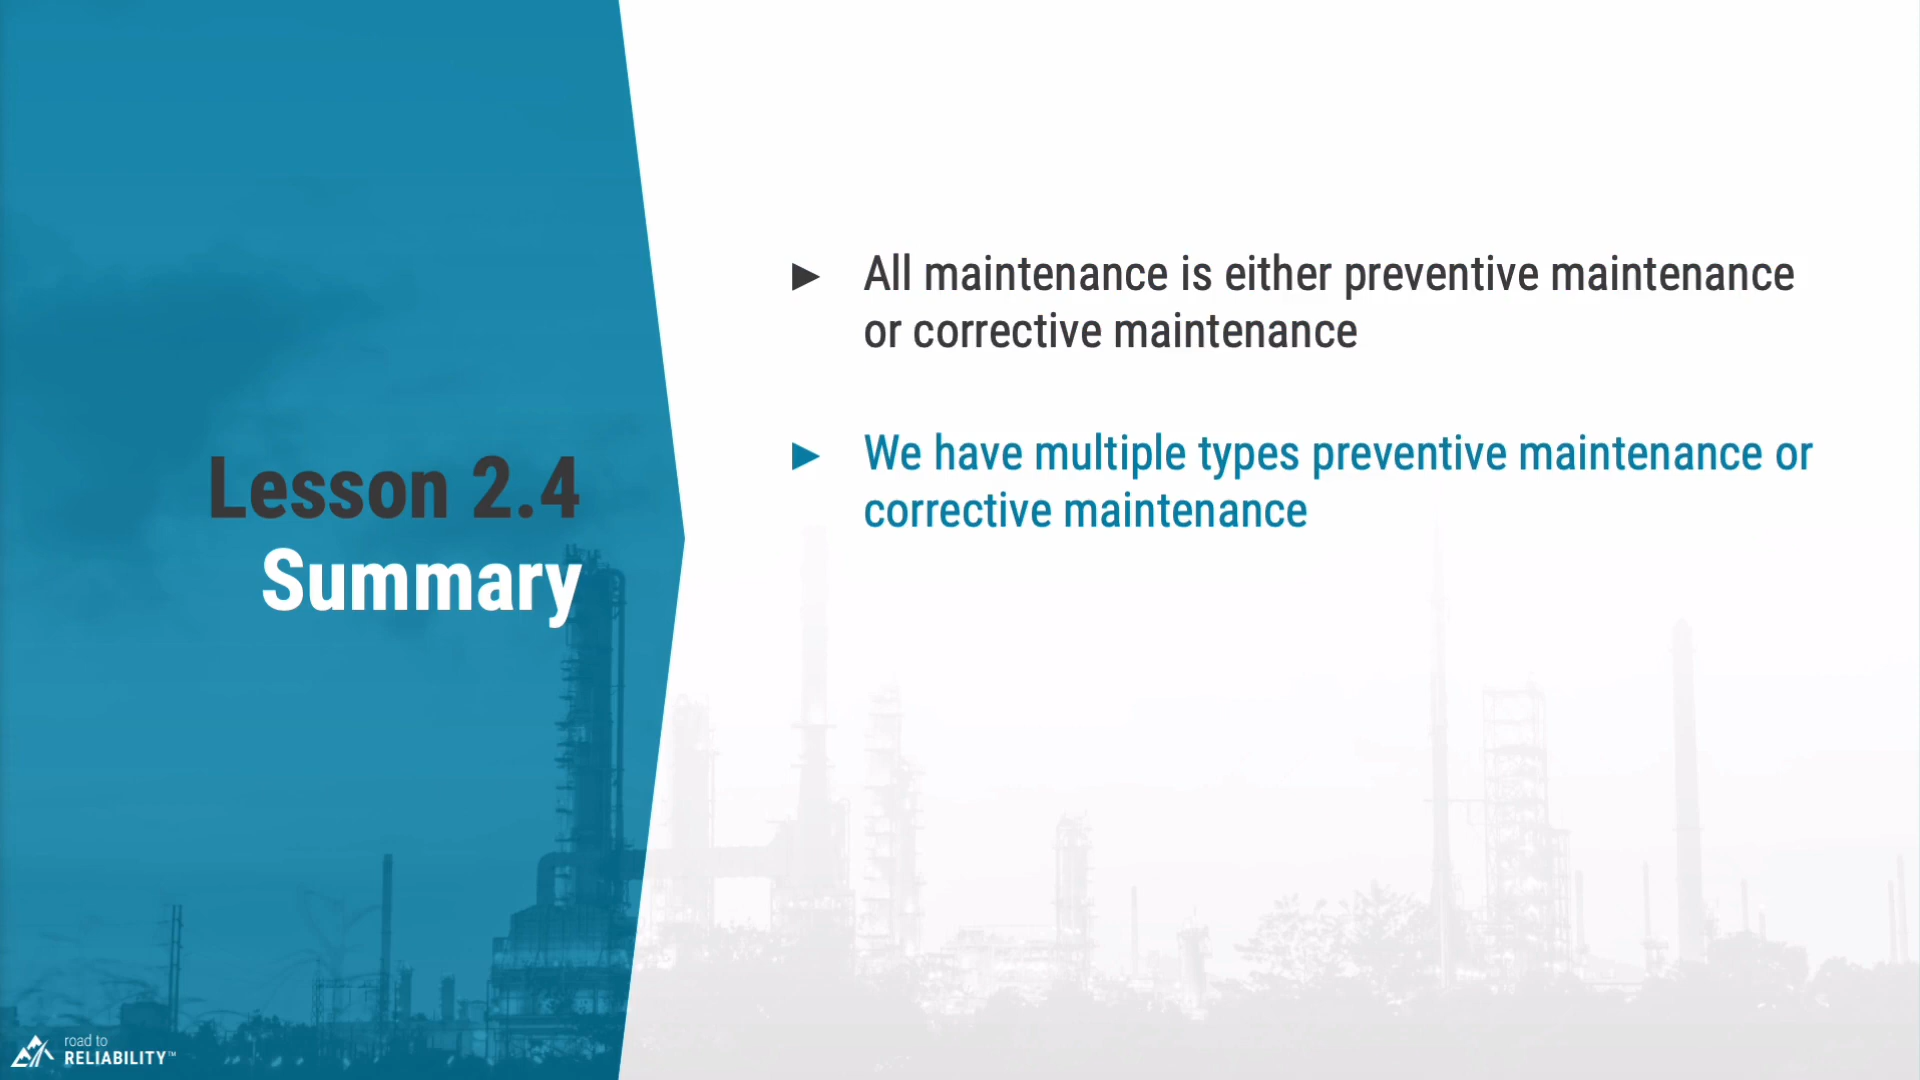 Lesson 2.4
Summary
► All maintenance is either preventive maintenance
or corrective maintenance
► We have multiple types preventive maintenance or
corrective maintenance
road to
RELIABILITY™